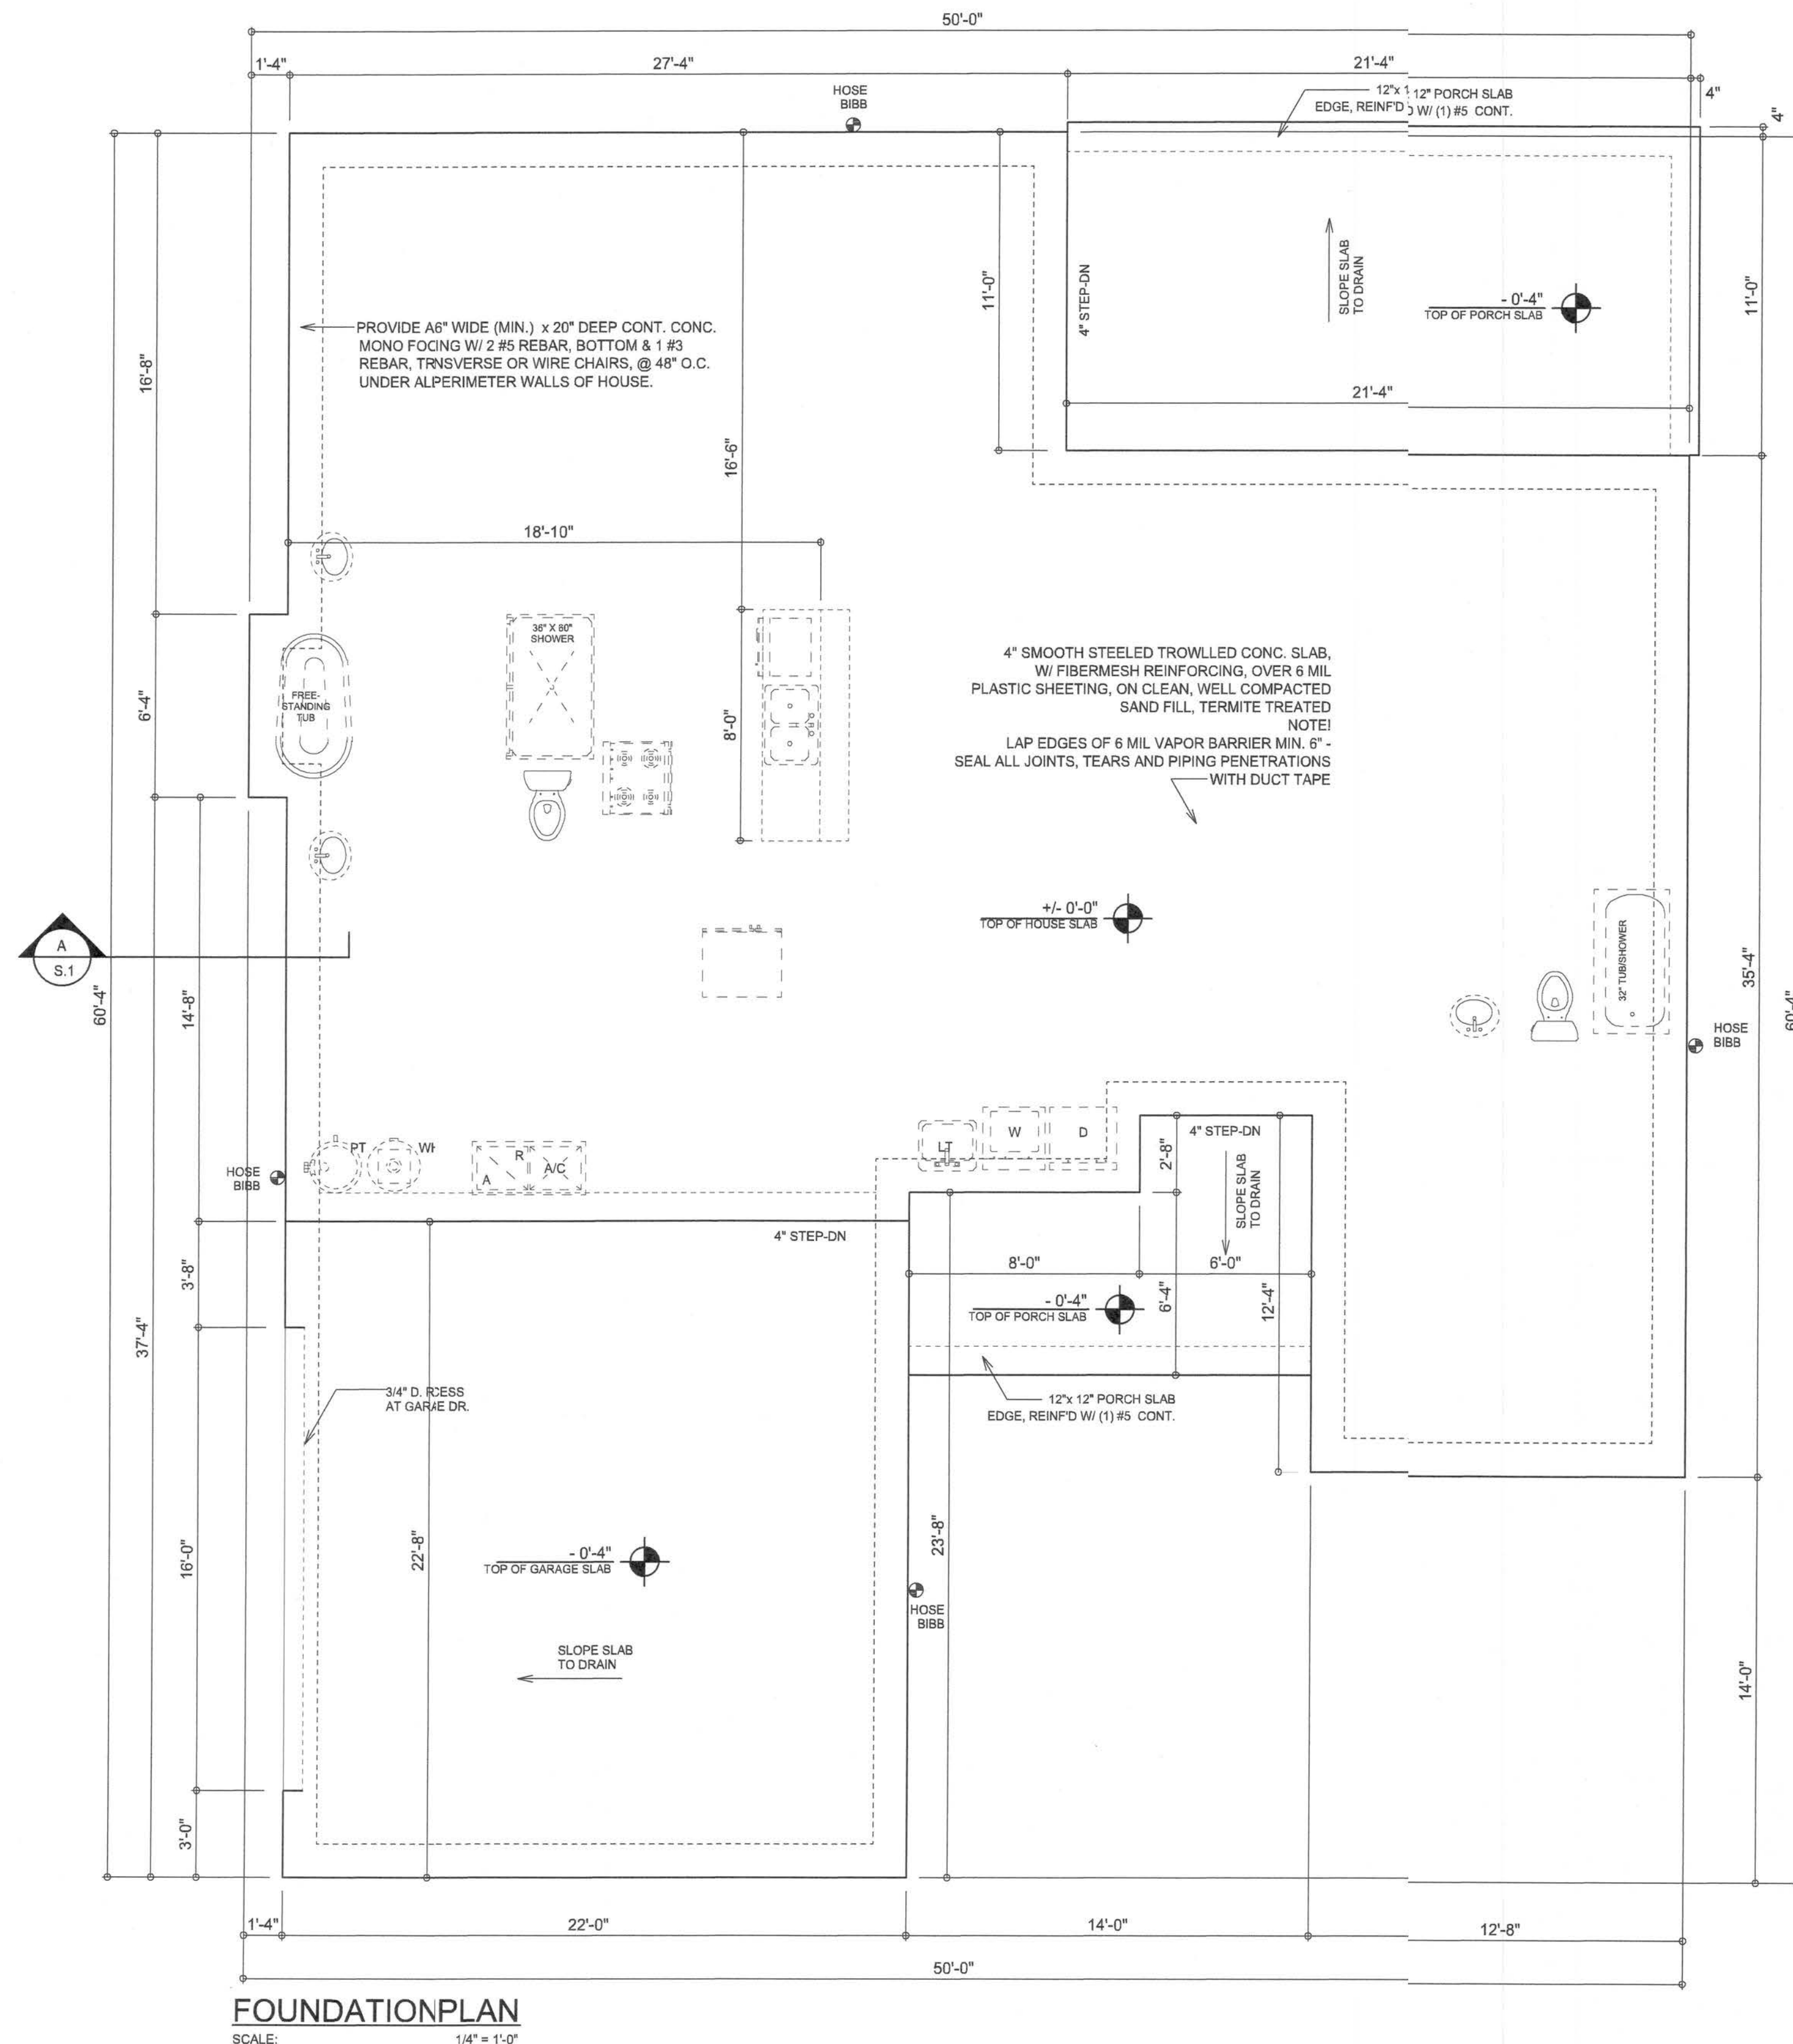 50'-0"
1'-4"
27'-4"
21'-4"
4"
4"
HOSE
BIBB
12"x 12" PORCH SLAB
EDGE, REINF'D W/ (1) #5 CONT.
16'-8"
11'-0"
4" STEP-DN
SLOPE SLAB
TO DRAIN
- 0'-4"
TOP OF PORCH SLAB
11'-0"
PROVIDE A6" WIDE (MIN.) x 20" DEEP CONT. CONC.
MONO FOCING W/ 2 #5 REBAR, BOTTOM & 1 #3
REBAR, TRNSVERSE OR WIRE CHAIRS, @ 48" O.C.
UNDER ALPERIMETER WALLS OF HOUSE.
21'-4"
16'-6"
18'-10"
36" X 60"
SHOWER
FREE-
STANDING
TUB
6'-4"
8'-0"
4" SMOOTH STEELED TROWLLED CONC. SLAB,
W/ FIBERMESH REINFORCING, OVER 6 MIL
PLASTIC SHEETING, ON CLEAN, WELL COMPACTED
SAND FILL, TERMITE TREATED
NOTE!
LAP EDGES OF 6 MIL VAPOR BARRIER MIN. 6" -
SEAL ALL JOINTS, TEARS AND PIPING PENETRATIONS
WITH DUCT TAPE
+/- 0'-0"
TOP OF HOUSE SLAB
A
S.1
60'-4"
14'-8"
32" TUB/SHOWER
35'-4"
60'-4"
HOSE
BIBB
HOSE
BIBB
PT
WH
A
R
A/C
LT
W
D
4" STEP-DN
2'-8"
SLOPE SLAB
TO DRAIN
4" STEP-DN
3'-8"
8'-0"
6'-0"
- 0'-4"
TOP OF PORCH SLAB
6'-4"
12'-4"
37'-4"
3/4" D. RCESS
AT GARAE DR.
12"x 12" PORCH SLAB
EDGE, REINF'D W/ (1) #5 CONT.
16'-0"
22'-8"
- 0'-4"
TOP OF GARAGE SLAB
23'-8"
HOSE
BIBB
SLOPE SLAB
TO DRAIN
14'-0"
3'-0"
1'-4"
22'-0"
14'-0"
12'-8"
50'-0"
FOUNDATIONPLAN
SCALE: 1/4" = 1'-0"